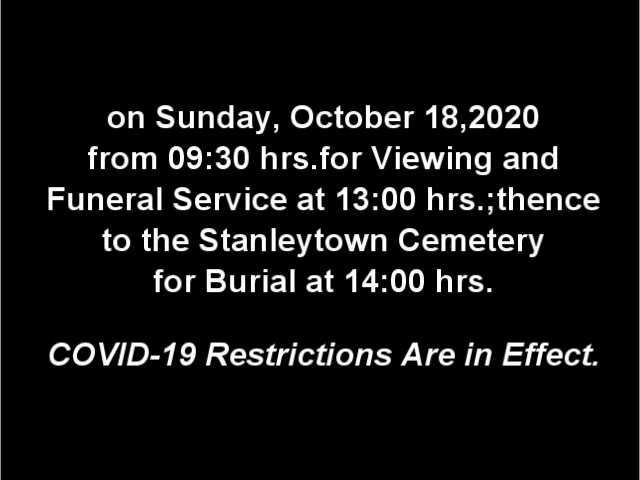 on Sunday, October 18,2020
from 09:30 hrs.for Viewing and
Funeral Service at 13:00 hrs.;thence
to the Stanleytown Cemetery
for Burial at 14:00 hrs.
COVID-19 Restrictions Are in Effect.